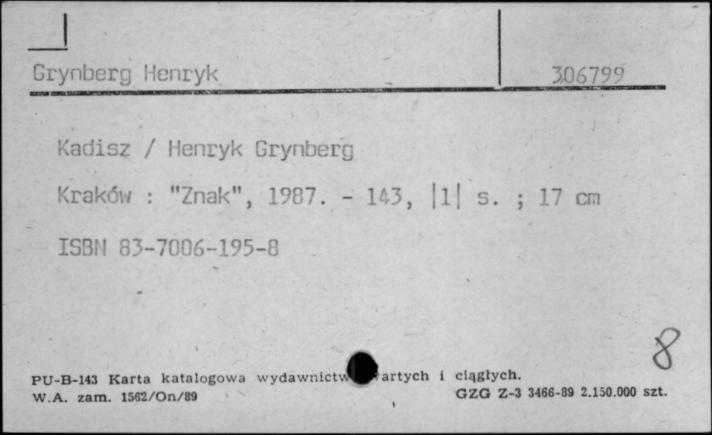 Grynberg Henryk 306799
Kadisz / Henryk Grynberg
Kraków : "Znak", 1987. - 143, |1| s. ; 17 cm
ISBN 83-7006-195-8
8
PU-B-143 Karta katalogowa wydawnictw artych i ciągłych.
W.A. zam. 1562/On/89 GZG Z-3 3466-89 2.150.000 szt.